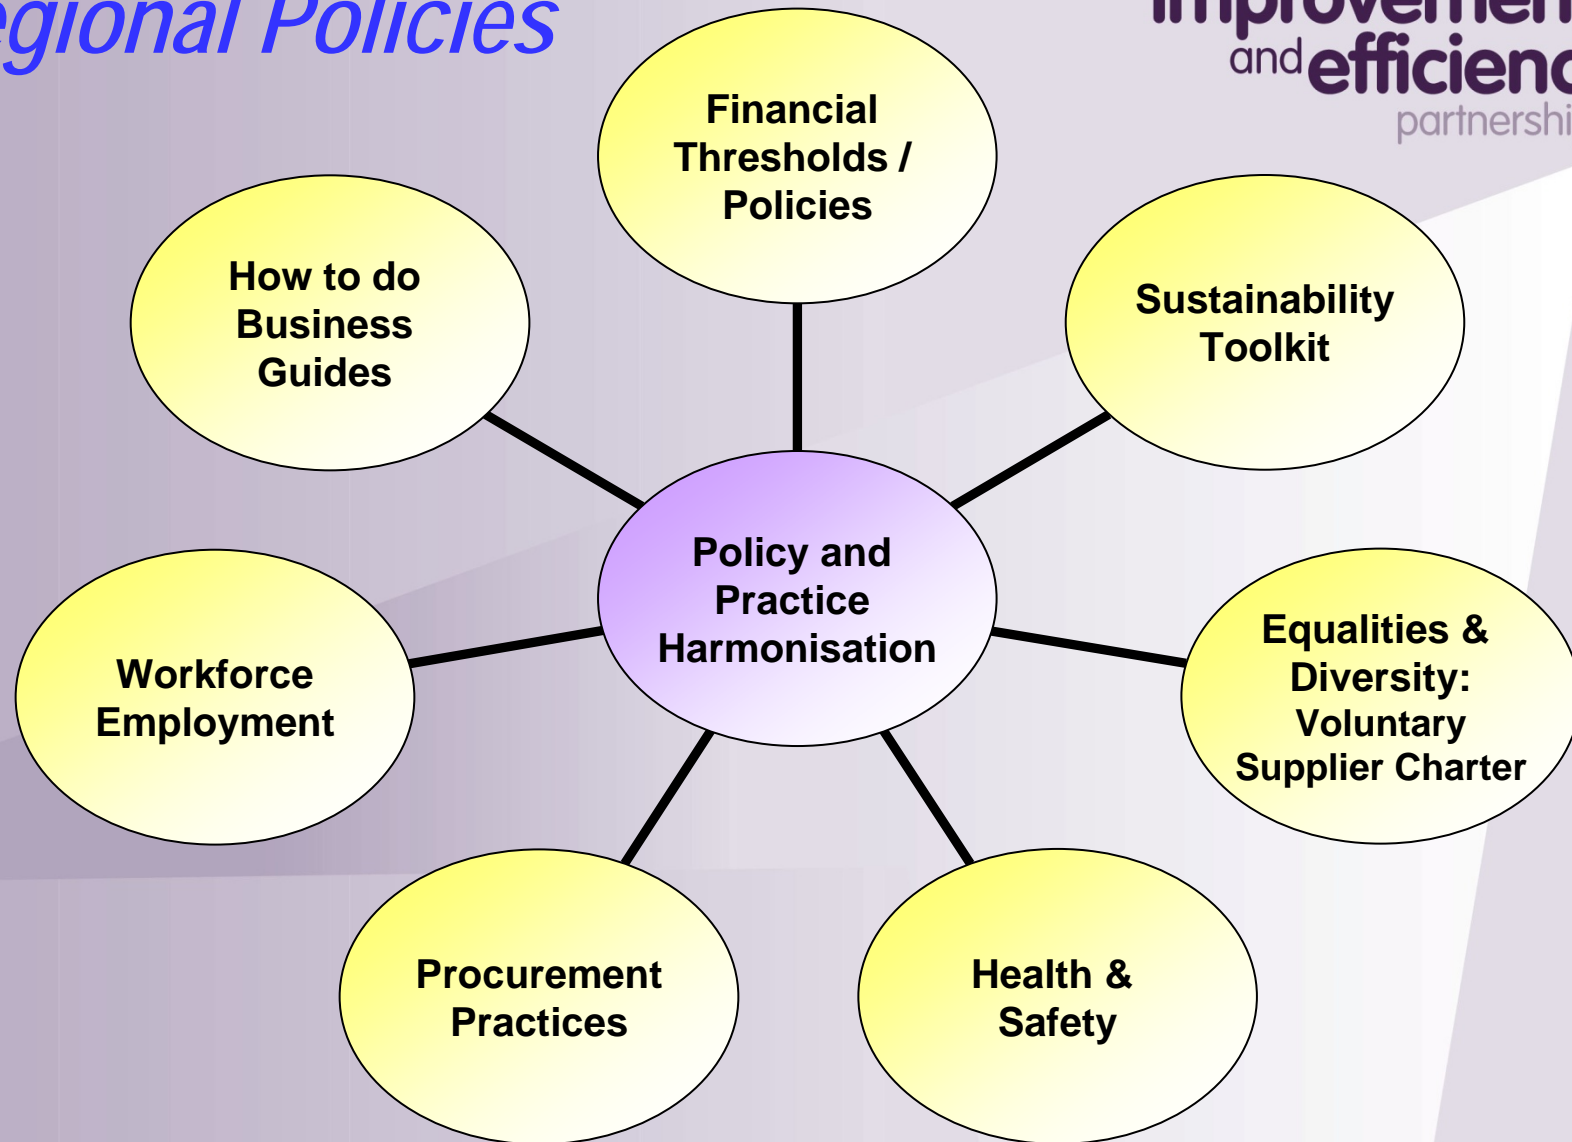 egional Policies
improvement
and efficienc
partnershi
Financial
Thresholds /
Policies
How to do
Business
Guides
Sustainability
Toolkit
Policy and
Practice
Harmonisation
Workforce
Employment
Equalities &
Diversity:
Voluntary
Supplier Charter
Procurement
Practices
Health &
Safety